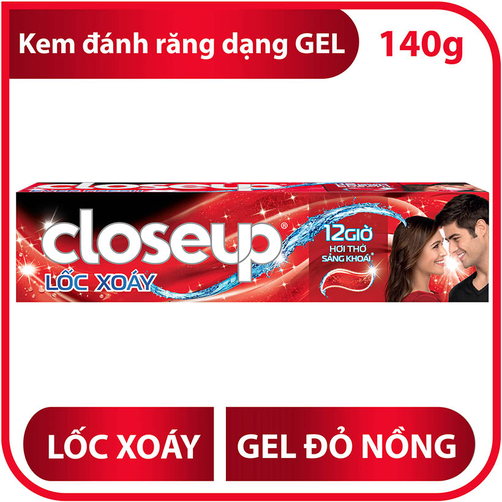 Kem đánh răng dạng GEL
140g
closeup®
LỐC XOÁY
12GIỜ
HƠI THỞ
SẢNG KHOÁI*
LỐC XOÁY
GEL ĐỎ NỒNG